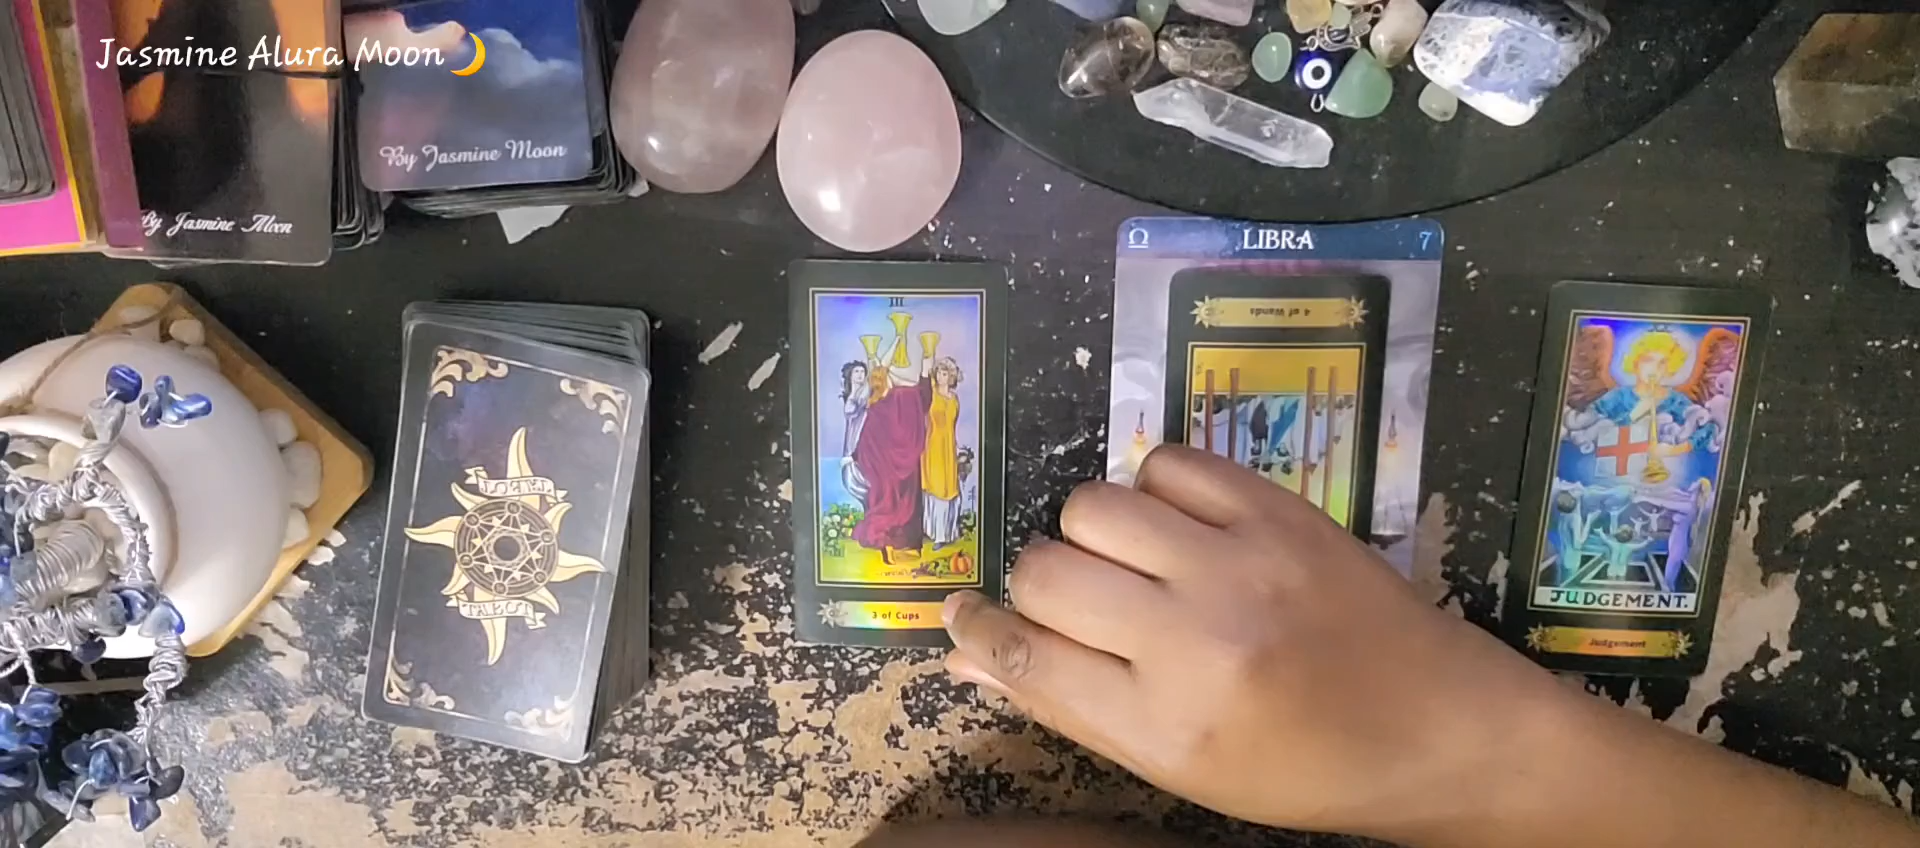 Jasmine Alura Moon🌙
By Jasmine Moon
By Jasmine Moon
LIBRA
7
4 of Wands
III
3 of Cups
TAROT
JUDGEMENT.
Judgement